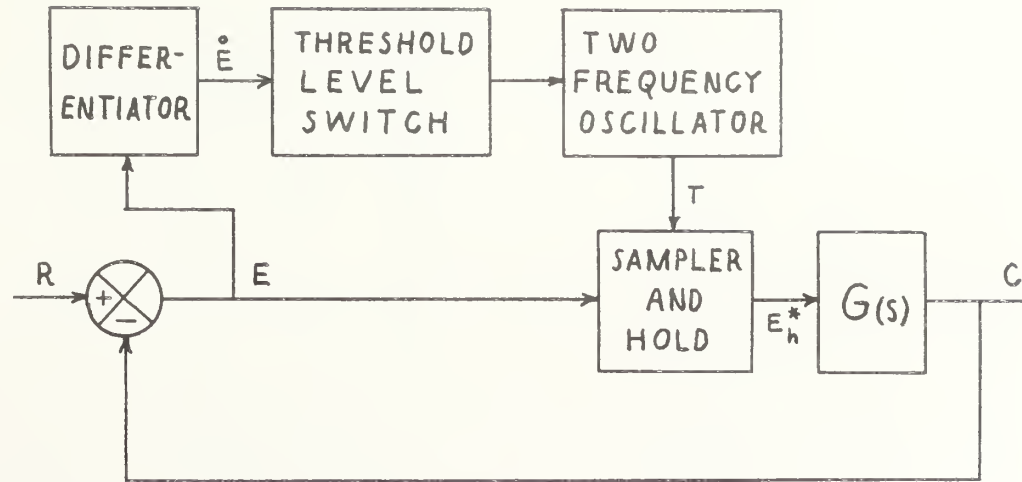 DIFFER-
ENTIATOR
Ė
THRESHOLD
LEVEL
SWITCH
TWO
FREQUENCY
OSCILLATOR
T
R
+
−
E
SAMPLER
AND
HOLD
E*h
G(s)
C